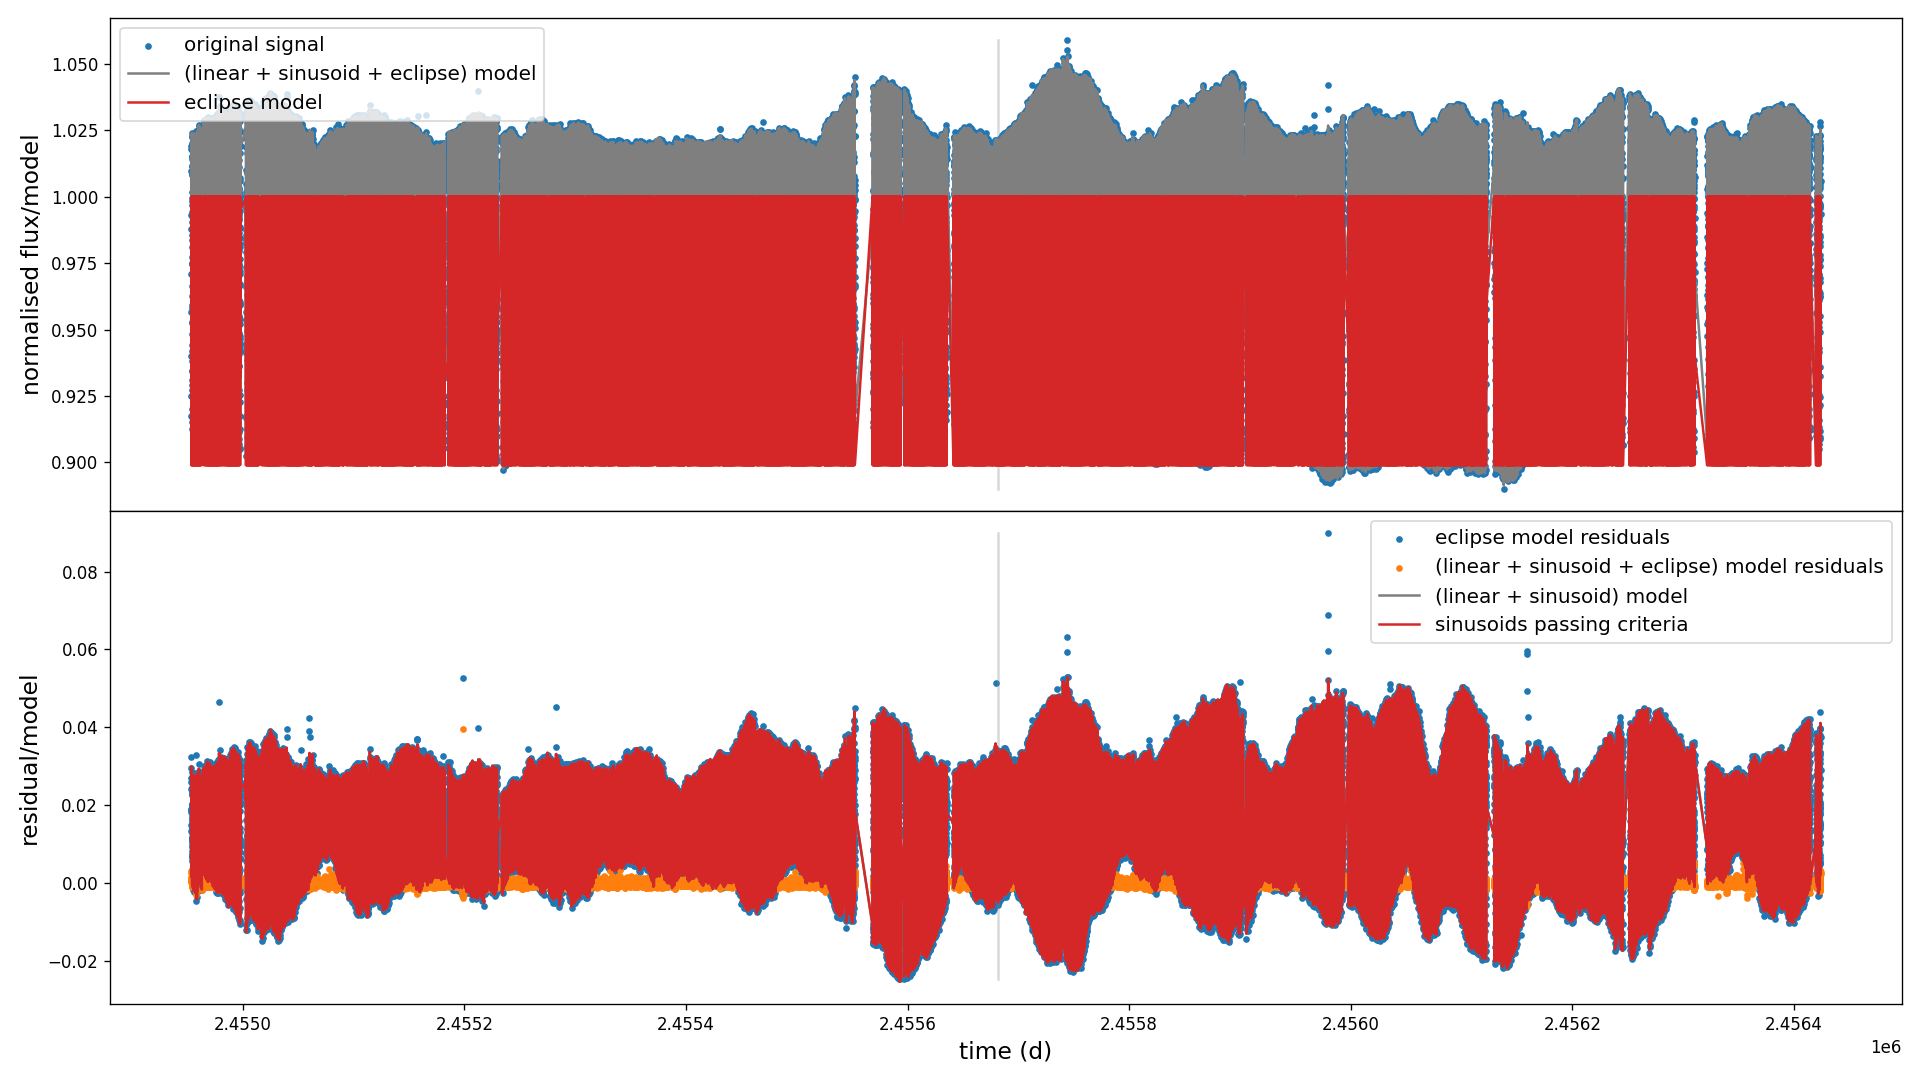 original signal
(linear + sinusoid + eclipse) model
eclipse model
normalised flux/model
1.050
1.025
1.000
0.975
0.950
0.925
0.900
eclipse model residuals
(linear + sinusoid + eclipse) model residuals
(linear + sinusoid) model
sinusoids passing criteria
residual/model
0.08
0.06
0.04
0.02
0.00
−0.02
2.4550 2.4552 2.4554 2.4556 2.4558 2.4560 2.4562 2.4564
time (d)
1e6